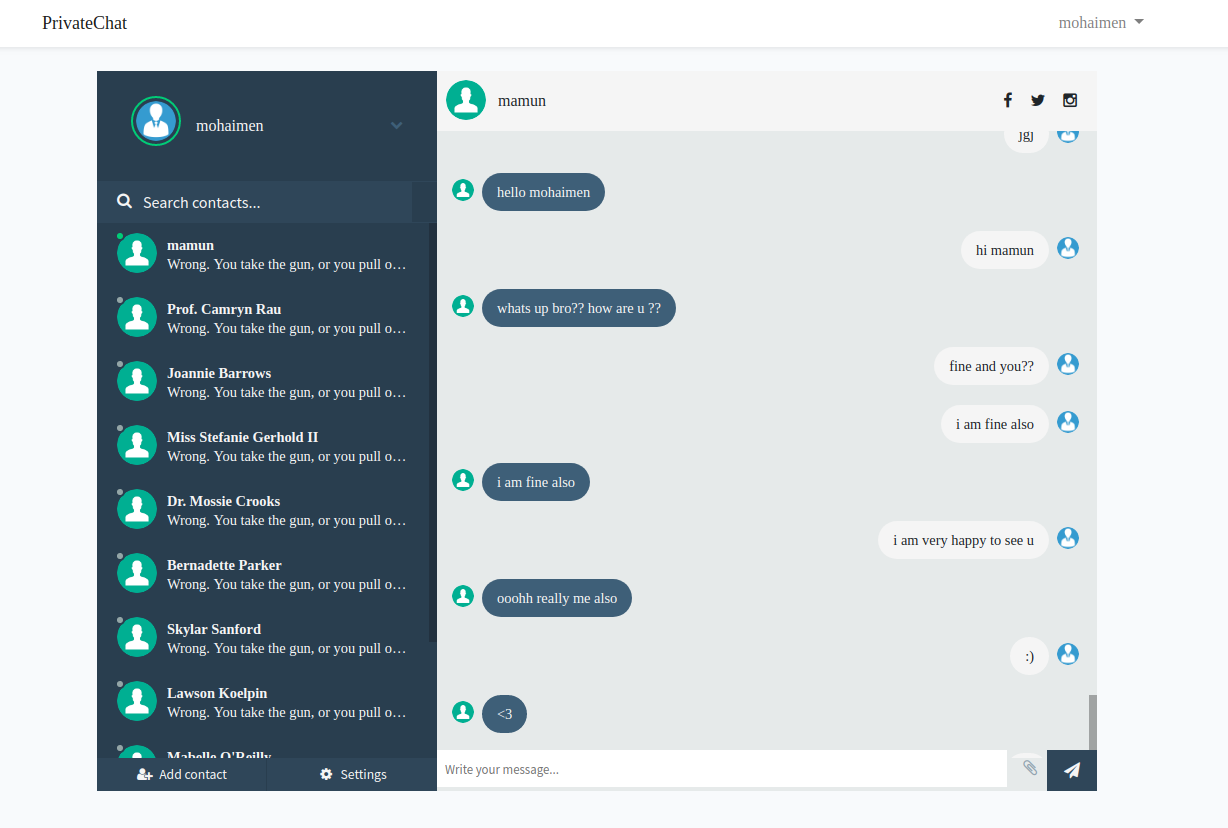 PrivateChat
mohaimen
mohaimen
Search contacts...
mamun
Wrong. You take the gun, or you pull o…
Prof. Camryn Rau
Wrong. You take the gun, or you pull o…
Joannie Barrows
Wrong. You take the gun, or you pull o…
Miss Stefanie Gerhold II
Wrong. You take the gun, or you pull o…
Dr. Mossie Crooks
Wrong. You take the gun, or you pull o…
Bernadette Parker
Wrong. You take the gun, or you pull o…
Skylar Sanford
Wrong. You take the gun, or you pull o…
Lawson Koelpin
Wrong. You take the gun, or you pull o…
Mabelle O'Reilly
Add contact
Settings
mamun
jgj
hello mohaimen
hi mamun
whats up bro?? how are u ??
fine and you??
i am fine also
i am fine also
i am very happy to see u
ooohh really me also
:)
<3
Write your message...